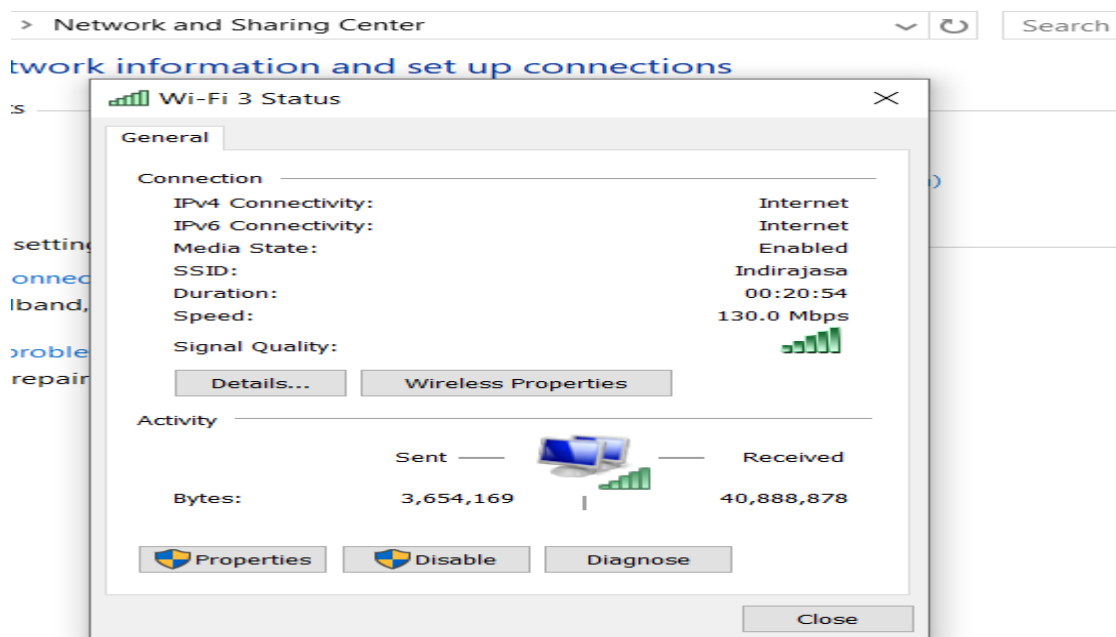 > Network and Sharing Center
Search
twork information and set up connections
Wi-Fi 3 Status
General
Connection
IPv4 Connectivity: Internet
IPv6 Connectivity: Internet
Media State: Enabled
SSID: Indirajasa
Duration: 00:20:54
Speed: 130.0 Mbps
Signal Quality:
Details... Wireless Properties
Activity
Sent Received
Bytes: 3,654,169 40,888,878
Properties Disable Diagnose
Close
setting
onnec
lband,
proble
repair